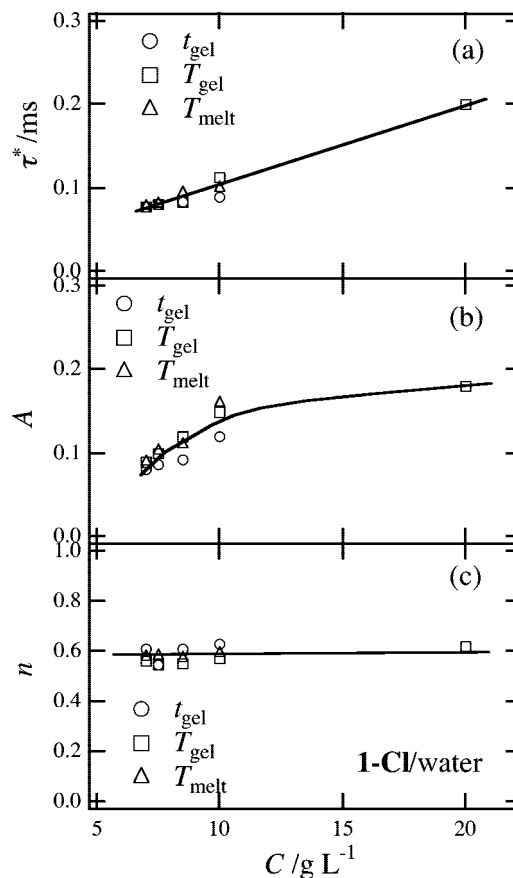 0.3
(a)
t_gel
T_gel
T_melt
0.2
τ*/ms
0.1
0.0
0.3
(b)
t_gel
T_gel
T_melt
0.2
A
0.1
0.0
1.0
(c)
0.8
0.6
n
0.4
t_gel
T_gel
T_melt
0.2
1-Cl/water
0.0
5 10 15 20
C /g L⁻¹